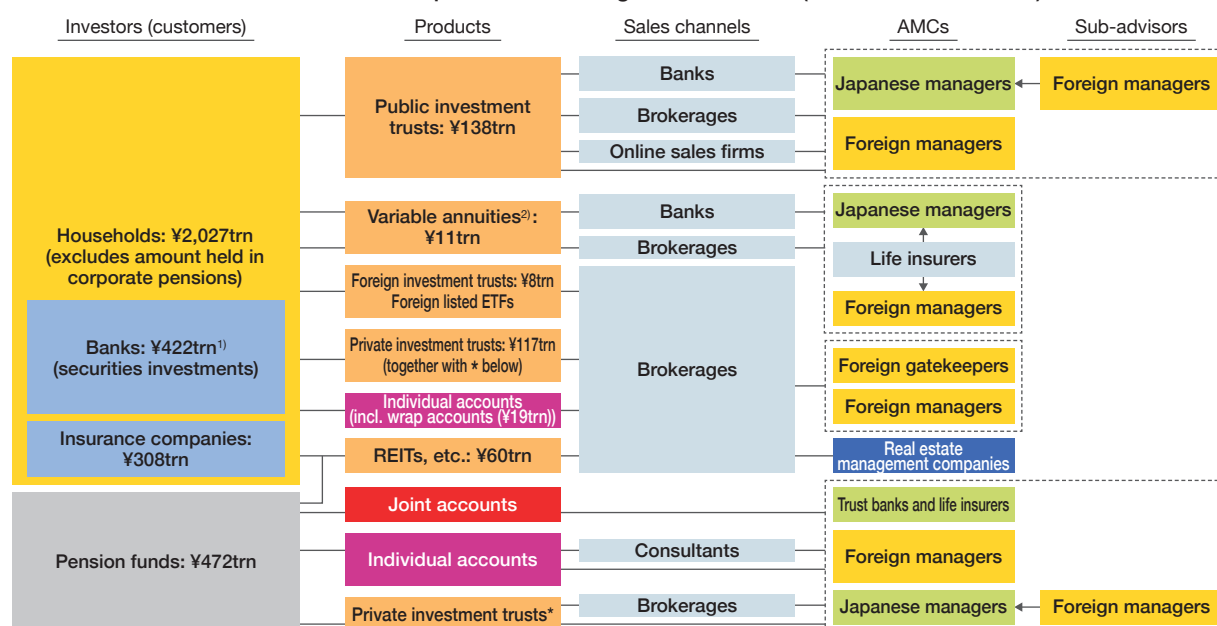 Investors (customers)
Products
Sales channels
AMCs
Sub-advisors
Households: ¥2,027trn
(excludes amount held in
corporate pensions)
Banks: ¥422trn1)
(securities investments)
Insurance companies:
¥308trn
Pension funds: ¥472trn
Public investment
trusts: ¥138trn
Variable annuities2):
¥11trn
Foreign investment trusts: ¥8trn
Foreign listed ETFs
Private investment trusts: ¥117trn
(together with * below)
Individual accounts
(incl. wrap accounts (¥19trn))
REITs, etc.: ¥60trn
Joint accounts
Individual accounts
Private investment trusts*
Banks
Brokerages
Online sales firms
Banks
Brokerages
Brokerages
Consultants
Brokerages
Japanese managers
Foreign managers
Japanese managers
Life insurers
Foreign managers
Foreign gatekeepers
Foreign managers
Real estate
management companies
Trust banks and life insurers
Foreign managers
Japanese managers
Foreign managers
Foreign managers